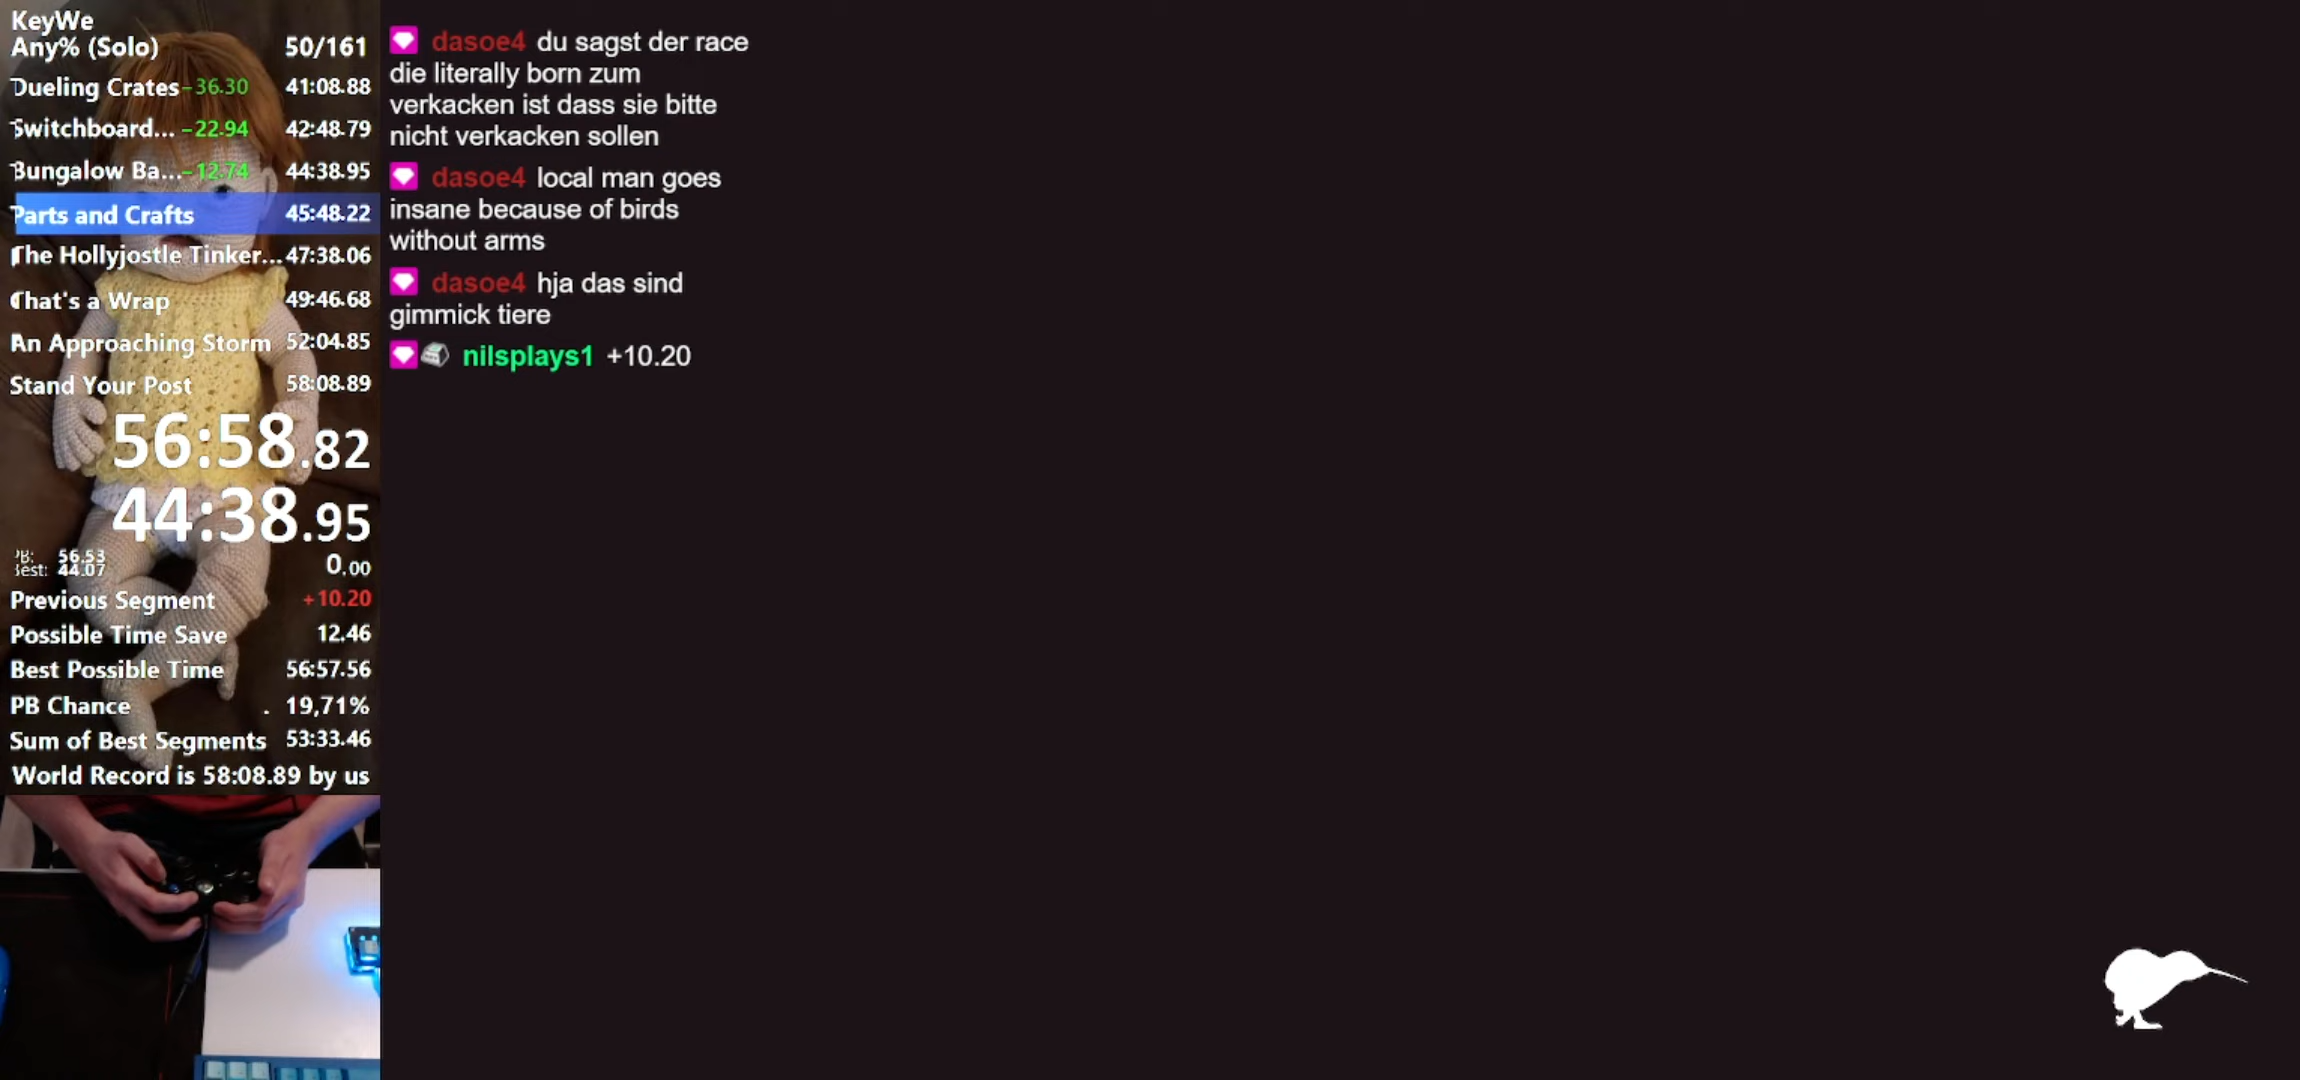 KeyWe
Any% (Solo) 50/161
Dueling Crates -36.30 41:08.88
Switchboard... -22.94 42:48.79
Bungalow Ba... -12.74 44:38.95
Parts and Crafts 45:48.22
The Hollyjostle Tinker... 47:38.06
That's a Wrap 49:46.68
An Approaching Storm 52:04.85
Stand Your Post 58:08.89
56:58.82
44:38.95
PB: 56.53
Best: 44.07 0.00
Previous Segment +10.20
Possible Time Save 12.46
Best Possible Time 56:57.56
PB Chance . 19,71%
Sum of Best Segments 53:33.46
World Record is 58:08.89 by us
dasoe4 du sagst der race
die literally born zum
verkacken ist dass sie bitte
nicht verkacken sollen
dasoe4 local man goes
insane because of birds
without arms
dasoe4 hja das sind
gimmick tiere
nilsplays1 +10.20